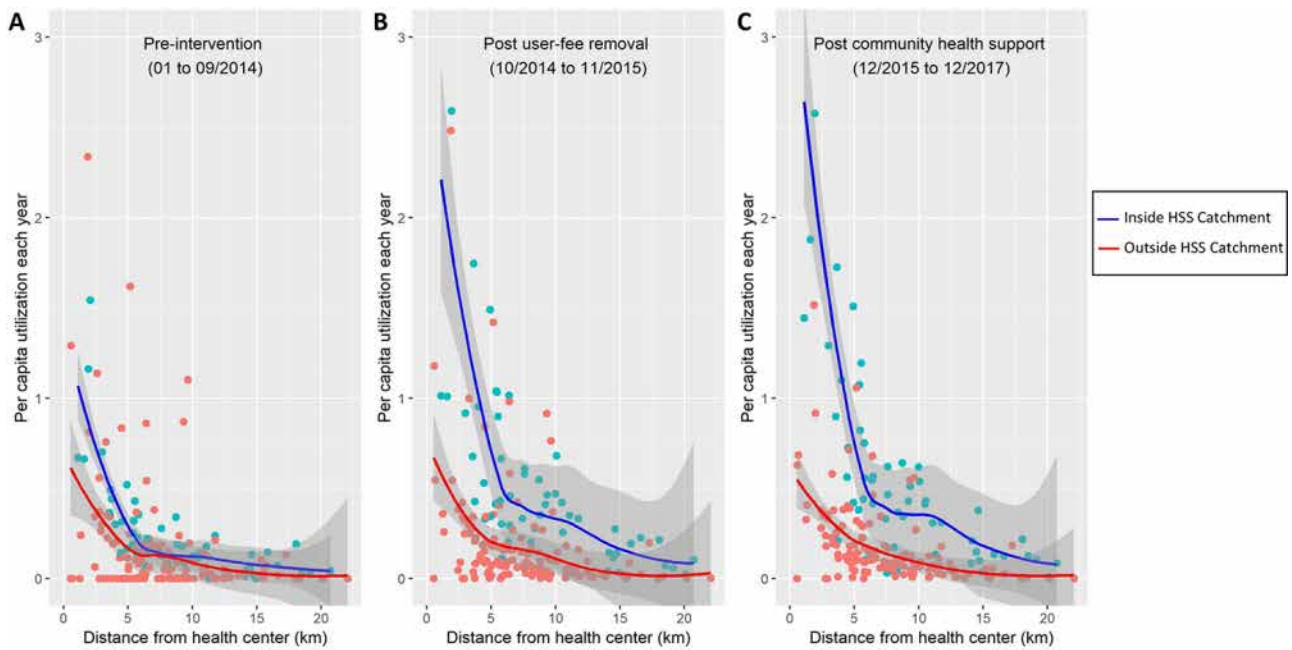 A
Pre-intervention
(01 to 09/2014)
Per capita utilization each year
3
2
1
0
0 5 10 15 20
Distance from health center (km)
B
Post user-fee removal
(10/2014 to 11/2015)
Per capita utilization each year
3
2
1
0
0 5 10 15 20
Distance from health center (km)
C
Post community health support
(12/2015 to 12/2017)
Per capita utilization each year
3
2
1
0
0 5 10 15 20
Distance from health center (km)
Inside HSS Catchment
Outside HSS Catchment